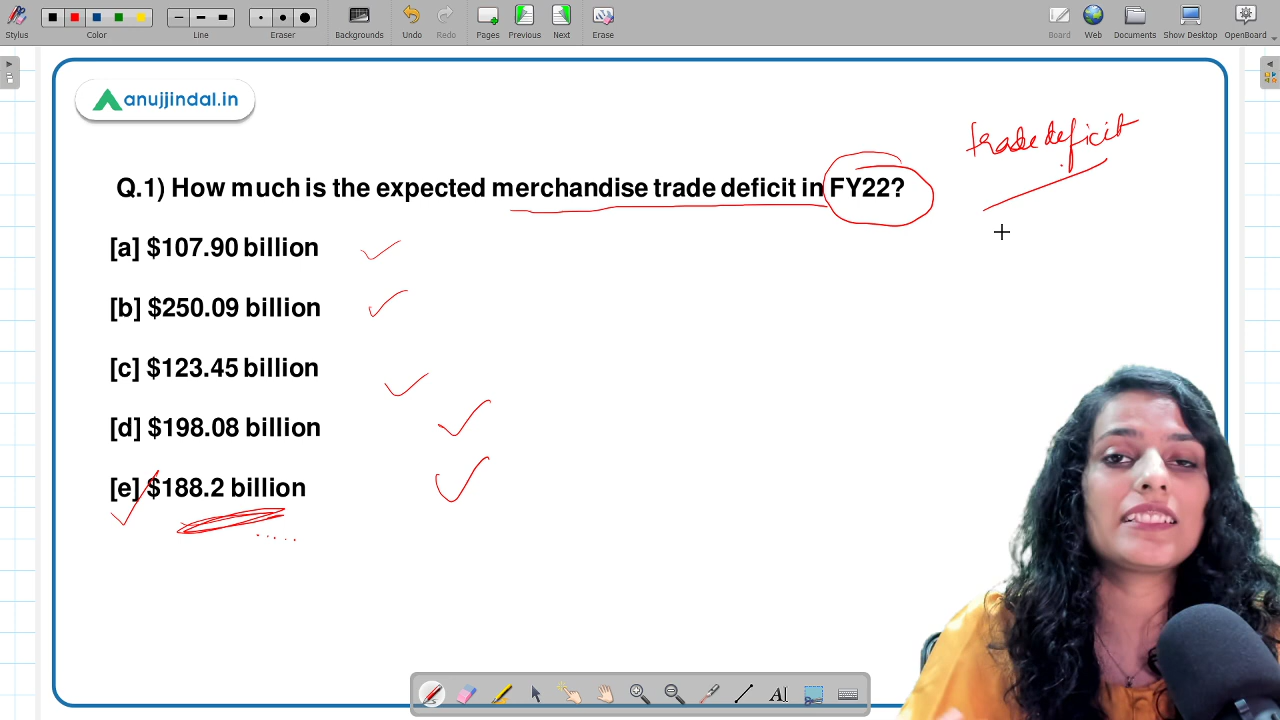 Stylus
Color
Line
Eraser
Backgrounds
Undo
Redo
Pages
Previous
Next
Erase
Board
Web
Documents
Show Desktop
OpenBoard
anujjindal.in
trade deficit
Q.1) How much is the expected merchandise trade deficit in FY22?
[a] $107.90 billion
[b] $250.09 billion
[c] $123.45 billion
[d] $198.08 billion
[e] $188.2 billion
AI